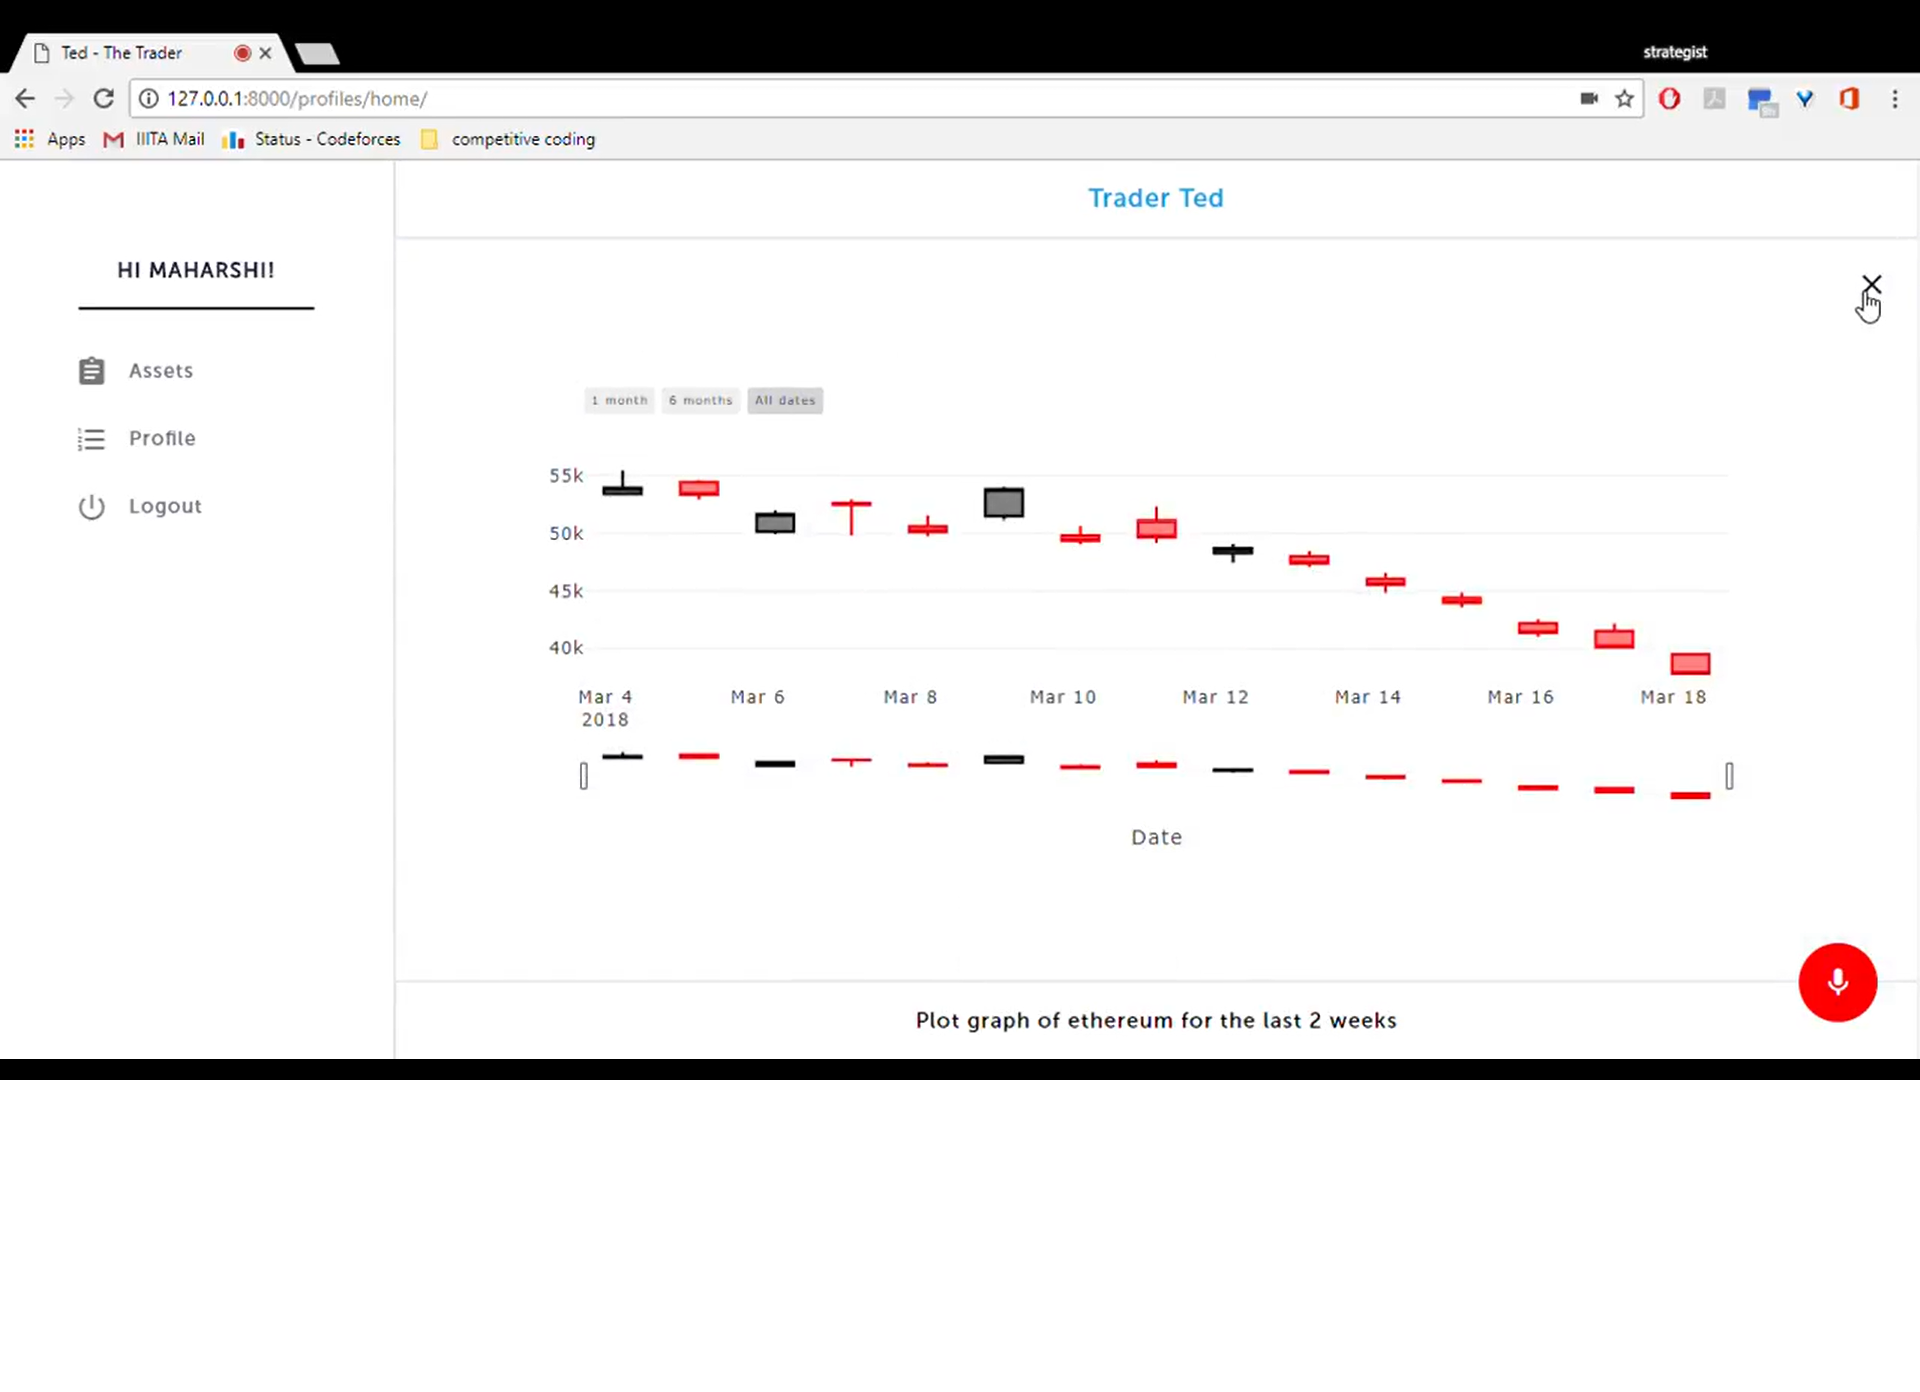 Ted - The Trader
strategist
127.0.0.1:8000/profiles/home/
Apps
IIITA Mail
Status - Codeforces
competitive coding
Trader Ted
HI MAHARSHI!
Assets
Profile
Logout
1 month
6 months
All dates
55k
50k
45k
40k
Mar 4 Mar 6 Mar 8 Mar 10 Mar 12 Mar 14 Mar 16 Mar 18
2018
Date
Plot graph of ethereum for the last 2 weeks